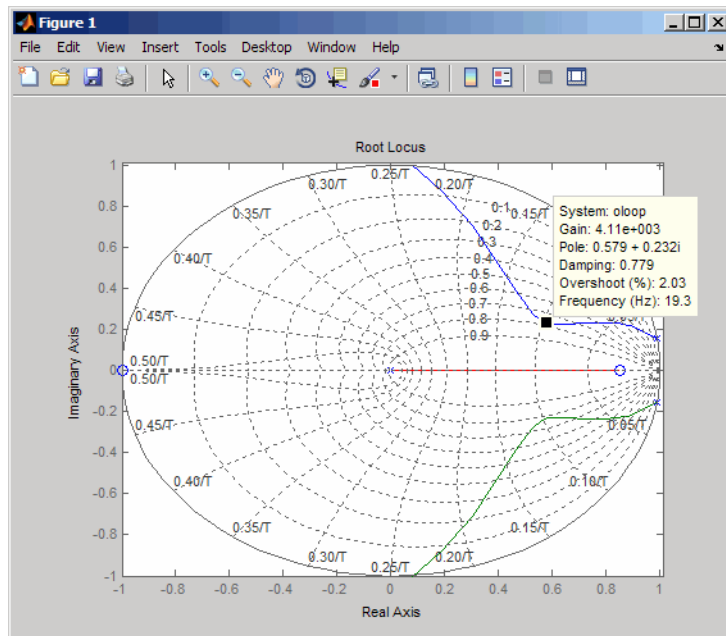 Figure 1
File Edit View Insert Tools Desktop Window Help
Root Locus
1
0.8
0.6
0.4
0.2
0
-0.2
-0.4
-0.6
-0.8
-1
Imaginary Axis
0.25/T
0.30/T
0.20/T
0.35/T
0.1
0.15/T
0.2
0.3
0.40/T
0.4
0.5
0.6
0.7
0.45/T
0.8
0.9
0.50/T
0.50/T
0.45/T
0.05/T
0.40/T
0.10/T
0.35/T
0.15/T
0.30/T
0.20/T
0.25/T
System: oloop
Gain: 4.11e+003
Pole: 0.579 + 0.232i
Damping: 0.779
Overshoot (%): 2.03
Frequency (Hz): 19.3
-1 -0.8 -0.6 -0.4 -0.2 0 0.2 0.4 0.6 0.8 1
Real Axis